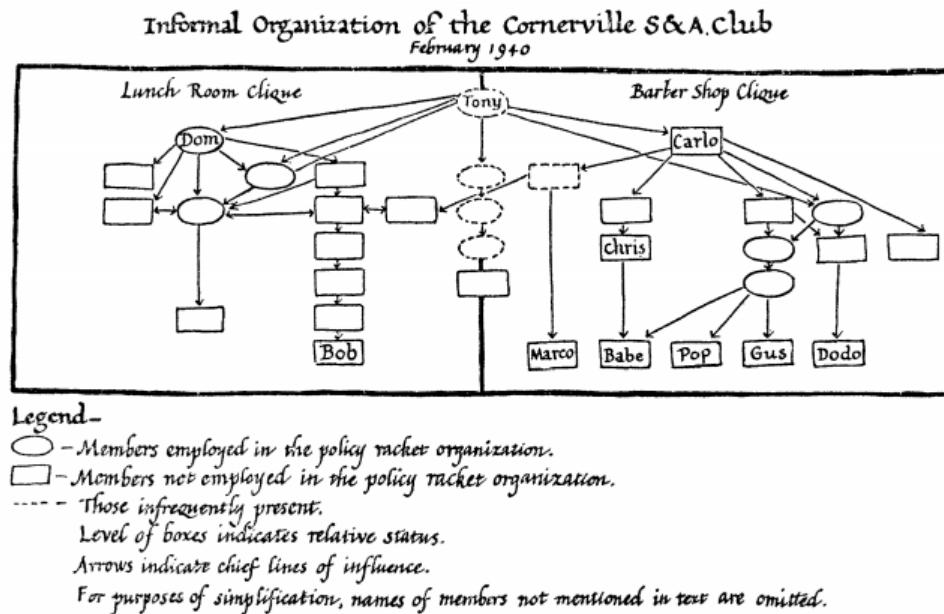 Informal Organization of the Cornerville S & A. Club
February 1940
Lunch Room Clique
Tony
Barber Shop Clique
Dom
Carlo
Chris
Bob
Marco
Babe
Pop
Gus
Dodo
Legend-
- Members employed in the policy racket organization.
- Members not employed in the policy racket organization.
- Those infrequently present.
Level of boxes indicates relative status.
Arrows indicate chief lines of influence.
For purposes of simplification, names of members not mentioned in text are omitted.